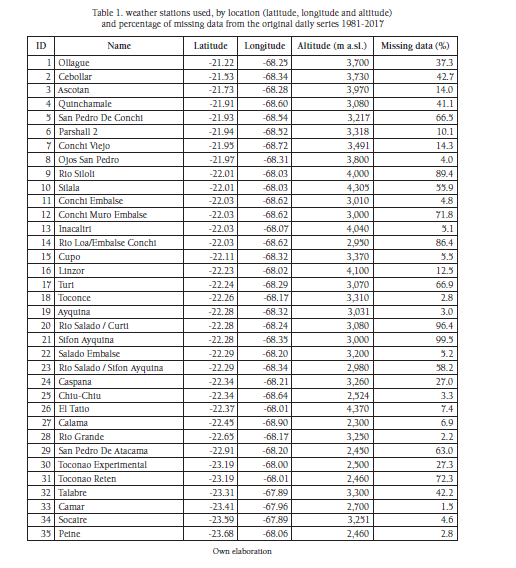 Table 1. weather stations used, by location (latitude, longitude and altitude)
and percentage of missing data from the original daily series 1981-2017
ID Name Latitude Longitude Altitude (m a.sl.) Missing data (%)
1 Ollague -21.22 -68.25 3,700 37.3
2 Cebollar -21.53 -68.34 3,730 42.7
3 Ascotan -21.73 -68.28 3,970 14.0
4 Quinchamale -21.91 -68.60 3,080 41.1
5 San Pedro De Conchi -21.93 -68.54 3,217 66.5
6 Parshall 2 -21.94 -68.52 3,318 10.1
7 Conchi Viejo -21.95 -68.72 3,491 14.3
8 Ojos San Pedro -21.97 -68.31 3,800 4.0
9 Rio Siloli -22.01 -68.03 4,000 89.4
10 Silala -22.01 -68.03 4,305 55.9
11 Conchi Embalse -22.03 -68.62 3,010 4.8
12 Conchi Muro Embalse -22.03 -68.62 3,000 71.8
13 Inacaliri -22.03 -68.07 4,040 5.1
14 Rio Loa/Embalse Conchi -22.03 -68.62 2,950 86.4
15 Cupo -22.11 -68.32 3,370 5.5
16 Linzor -22.23 -68.02 4,100 12.5
17 Turi -22.24 -68.29 3,070 66.9
18 Toconce -22.26 -68.17 3,310 2.8
19 Ayquina -22.28 -68.32 3,031 3.0
20 Rio Salado / Curti -22.28 -68.24 3,080 96.4
21 Sifon Ayquina -22.28 -68.35 3,000 99.5
22 Salado Embalse -22.29 -68.20 3,200 5.2
23 Rio Salado / Sifon Ayquina -22.29 -68.34 2,980 58.2
24 Caspana -22.34 -68.21 3,260 27.0
25 Chiu-Chiu -22.34 -68.64 2,524 3.3
26 El Tatio -22.37 -68.01 4,370 7.4
27 Calama -22.45 -68.90 2,300 6.9
28 Rio Grande -22.65 -68.17 3,250 2.2
29 San Pedro De Atacama -22.91 -68.20 2,450 63.0
30 Toconao Experimental -23.19 -68.00 2,500 27.3
31 Toconao Reten -23.19 -68.01 2,460 72.3
32 Talabre -23.31 -67.89 3,300 42.2
33 Camar -23.41 -67.96 2,700 1.5
34 Socaire -23.59 -67.89 3,251 4.6
35 Peine -23.68 -68.06 2,460 2.8
Own elaboration